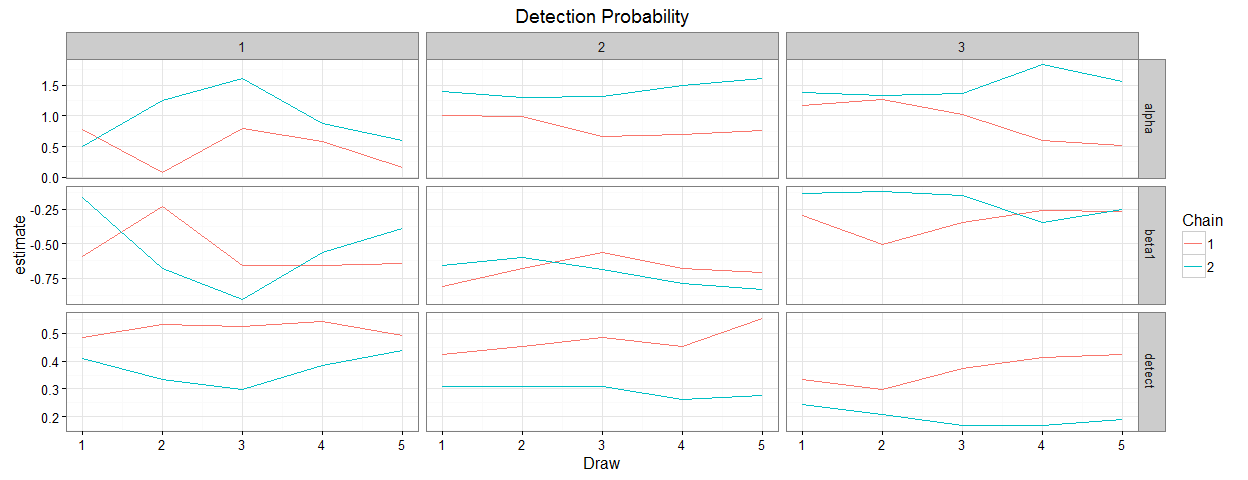 Detection Probability
1 2 3
1.5
1.0
0.5
0.0
alpha
-0.25
-0.50
-0.75
beta1
0.5
0.4
0.3
0.2
detect
estimate
1 2 3 4 5 1 2 3 4 5 1 2 3 4 5
Draw
Chain
1
2